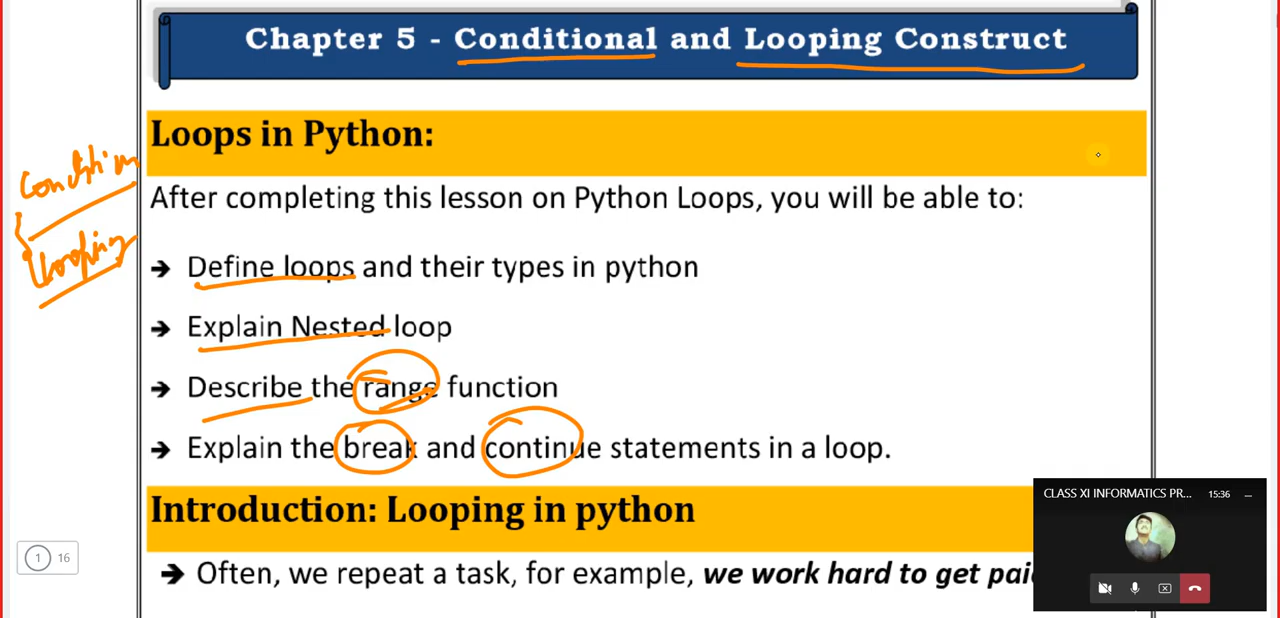 Chapter 5 - Conditional and Looping Construct
Loops in Python:
Condition
Looping
After completing this lesson on Python Loops, you will be able to:
➔ Define loops and their types in python
➔ Explain Nested loop
➔ Describe the range function
➔ Explain the break and continue statements in a loop.
Introduction: Looping in python
➔ Often, we repeat a task, for example, we work hard to get paid
CLASS XI INFORMATICS PR... 15:36
1 16